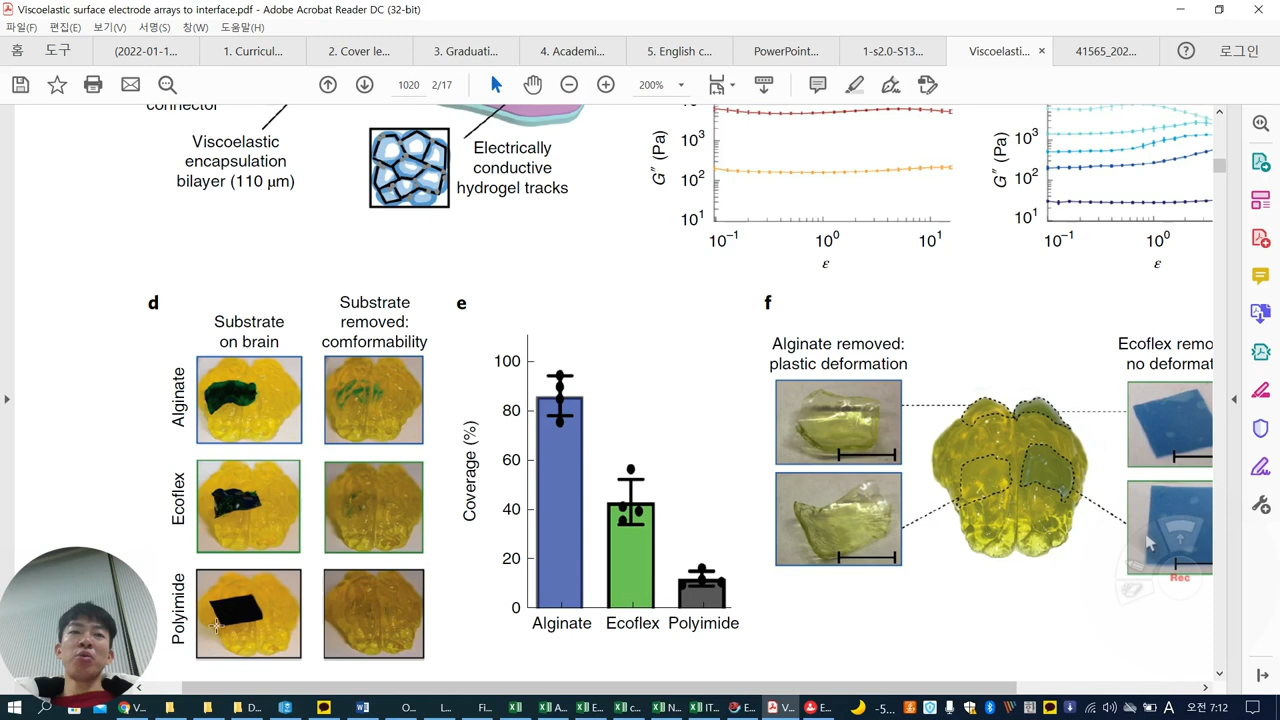 Viscoelastic surface electrode arrays to interface.pdf - Adobe Acrobat Reader DC (32-bit)
파일(F) 편집(E) 보기(V) 서명(S) 창(W) 도움말(H)
홈 도구 (2022-01-1... 1. Curricul... 2. Cover le... 3. Graduati... 4. Academi... 5. English c... PowerPoint... 1-s2.0-S13... Viscoelasti... × 41565_202... 로그인
1020 2/17 200%
connector
Viscoelastic
encapsulation
bilayer (110 μm)
Electrically
conductive
hydrogel tracks
G″ (Pa)
10³
10²
10¹
10⁻¹ 10⁰ 10¹
ε
G″ (Pa)
10³
10²
10¹
10⁻¹ 10⁰
ε
d
Substrate
on brain
Substrate
removed:
comformability
Alginate
Ecoflex
Polyimide
e
Coverage (%)
100
80
60
40
20
0
Alginate Ecoflex Polyimide
f
Alginate removed:
plastic deformation
Ecoflex remo
no deformat
Rec
-5...
A 오전 7:12